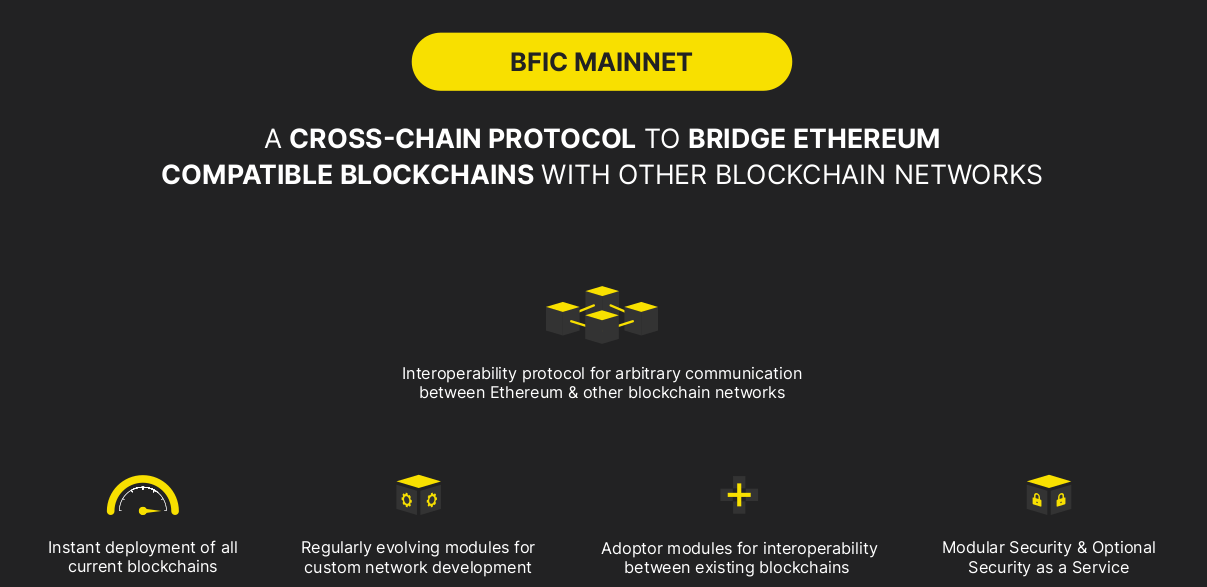 BFIC MAINNET
A CROSS-CHAIN PROTOCOL TO BRIDGE ETHEREUM
COMPATIBLE BLOCKCHAINS WITH OTHER BLOCKCHAIN NETWORKS
Interoperability protocol for arbitrary communication
between Ethereum & other blockchain networks
Instant deployment of all
current blockchains
Regularly evolving modules for
custom network development
Adoptor modules for interoperability
between existing blockchains
Modular Security & Optional
Security as a Service